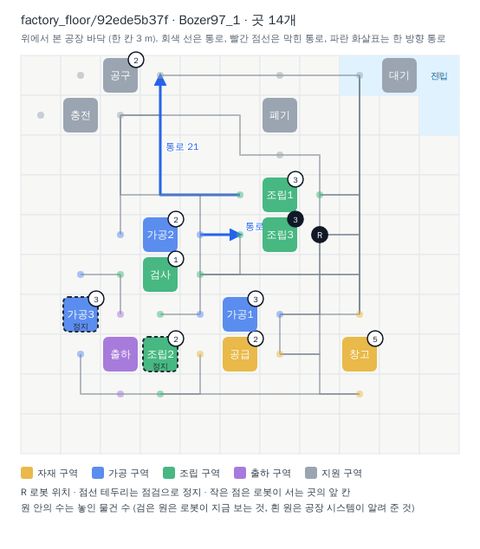 factory_floor/92ede5b37f · Bozer97_1 · 곳 14개
위에서 본 공장 바닥 (한 칸 3 m). 회색 선은 통로, 빨간 점선은 막힌 통로, 파란 화살표는 한 방향 통로
2
공구
대기
충전
폐기
통로 21
3
조립1
2
가공2
통로
3
조립3
R
1
검사
3
가공3
정지
3
가공1
출하
2
조립2
정지
2
공급
5
창고
자재 구역
가공 구역
조립 구역
출하 구역
지원 구역
R 로봇 위치 · 점선 테두리는 점검으로 정지 · 작은 점은 로봇이 서는 곳의 앞 칸
원 안의 수는 놓인 물건 수 (검은 원은 로봇이 지금 보는 것, 흰 원은 공장 시스템이 알려 준 것)